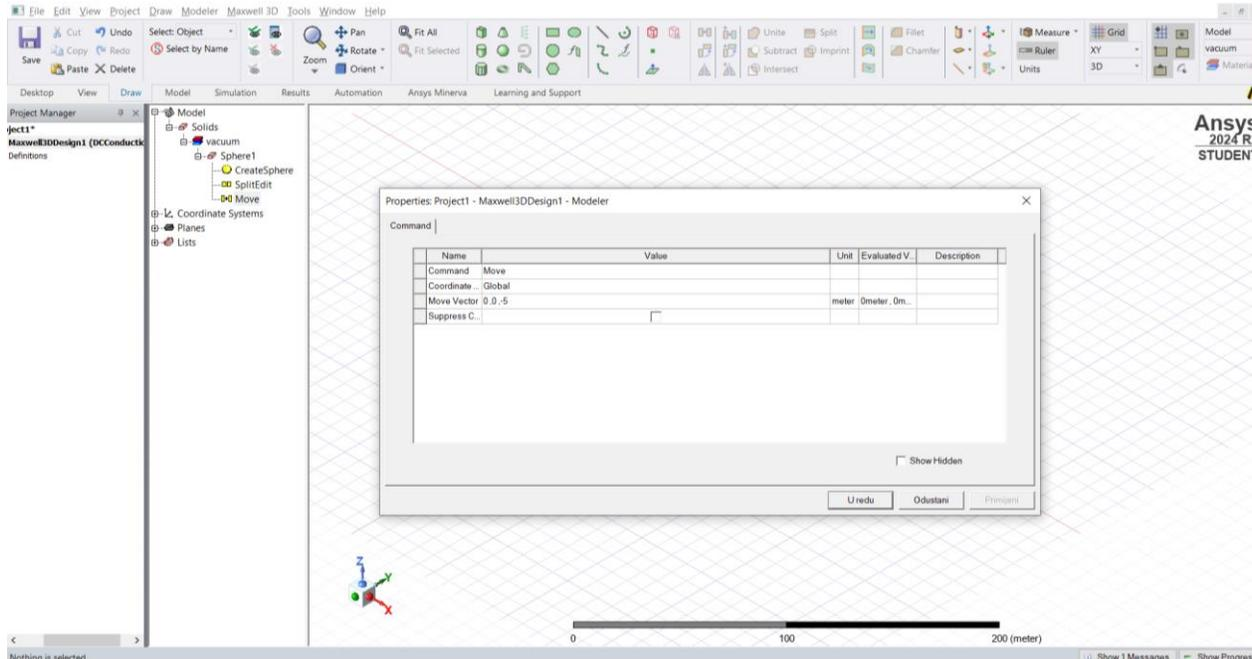 File Edit View Project Draw Modeler Maxwell 3D Tools Window Help
Save
Cut
Copy
Paste
Undo
Redo
Delete
Select: Object
Select by Name
Zoom
Pan
Rotate
Orient
Fit All
Fit Selected
Unite
Subtract
Intersect
Split
Imprint
Fillet
Chamfer
Measure
Ruler
Units
Grid
XY
3D
Model
vacuum
Materia
Desktop View Draw Model Simulation Results Automation Ansys Minerva Learning and Support
Project Manager
ject1*
Maxwell3DDesign1 (DCConductic
Definitions
Model
Solids
vacuum
Sphere1
CreateSphere
SplitEdit
Move
Coordinate Systems
Planes
Lists
Ansys
2024 R
STUDENT
Properties: Project1 - Maxwell3DDesign1 - Modeler
Command
Name Value Unit Evaluated V... Description
Command Move
Coordinate ... Global
Move Vector 0 ,0 ,-5 meter 0meter , 0m...
Suppress C...
Show Hidden
U redu Odustani Primijeni
Z
Y
X
0 100 200 (meter)
Nothing is selected
Show 1 Messages Show Progres